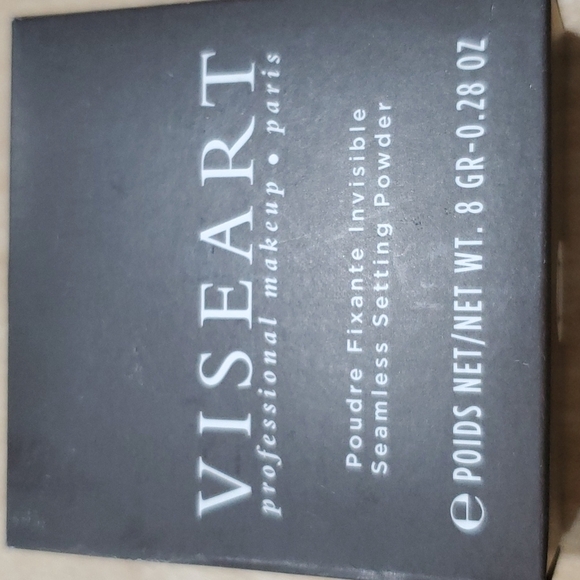 VISEART
professional makeup • paris
Poudre Fixante Invisible
Seamless Setting Powder
℮ POIDS NET/NET WT. 8 GR-0.28 OZ